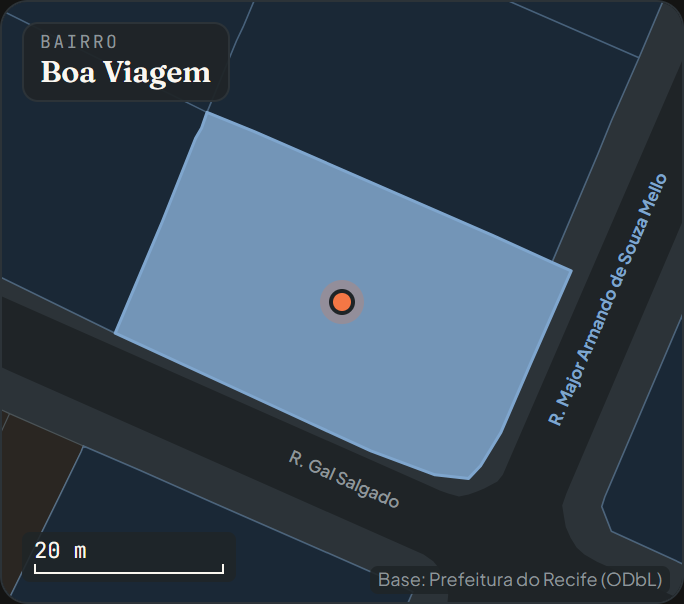 BAIRRO
Boa Viagem
R. Major Armando de Souza Mello
R. Gal Salgado
20 m
Base: Prefeitura do Recife (ODbL)